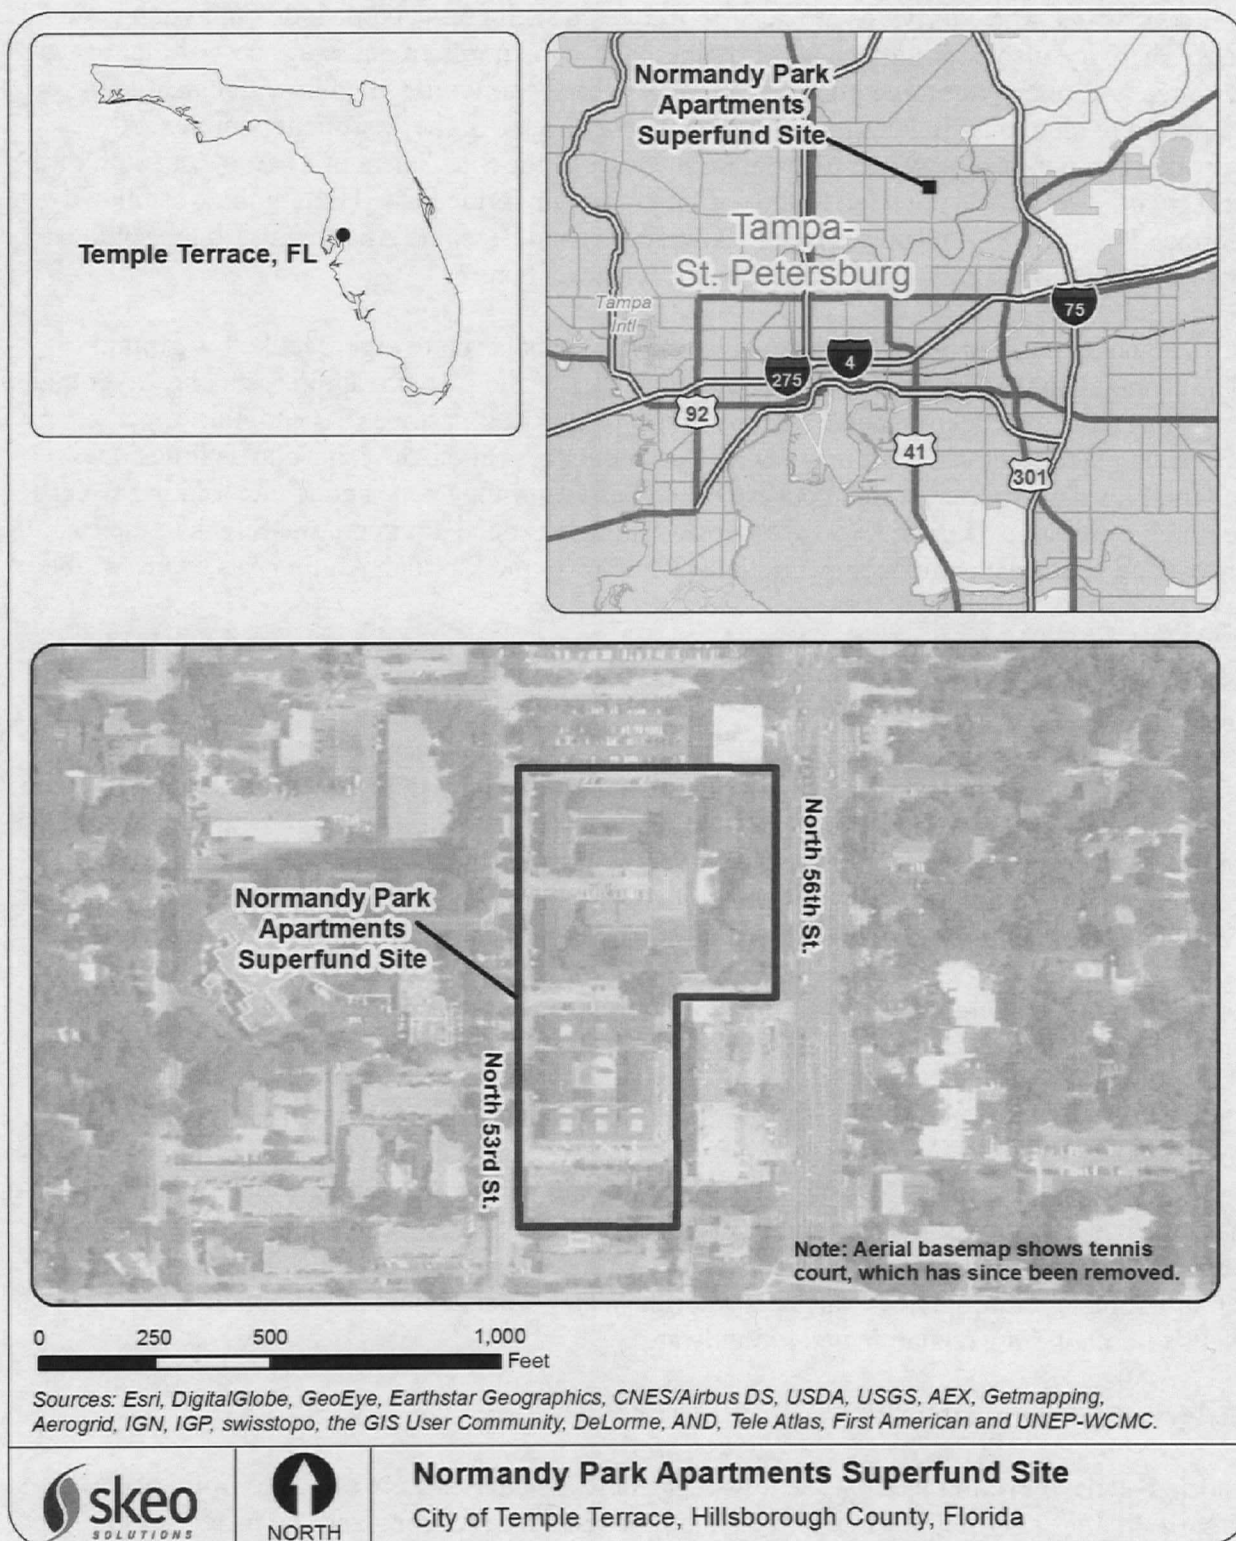 Temple Terrace, FL
Normandy Park
Apartments
Superfund Site
Tampa-
St. Petersburg
Tampa
Intl
75
4
275
92
41
301
Normandy Park
Apartments
Superfund Site
North 56th St.
North 53rd St.
Note: Aerial basemap shows tennis
court, which has since been removed.
0 250 500 1,000
Feet
Sources: Esri, DigitalGlobe, GeoEye, Earthstar Geographics, CNES/Airbus DS, USDA, USGS, AEX, Getmapping,
Aerogrid, IGN, IGP, swisstopo, the GIS User Community, DeLorme, AND, Tele Atlas, First American and UNEP-WCMC.
skeo
SOLUTIONS
NORTH
Normandy Park Apartments Superfund Site
City of Temple Terrace, Hillsborough County, Florida